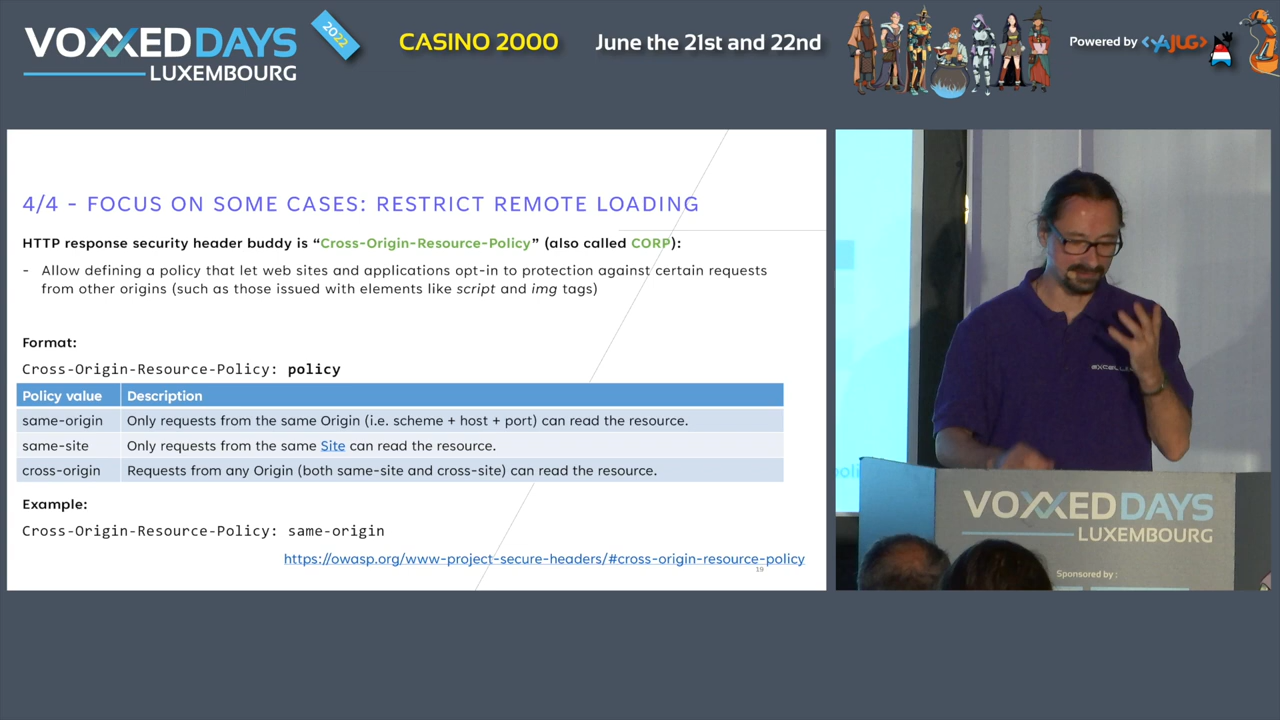 VOXXED DAYS
LUXEMBOURG
2022
CASINO 2000
June the 21st and 22nd
Powered by <YAJUG>
4/4 - FOCUS ON SOME CASES: RESTRICT REMOTE LOADING
HTTP response security header buddy is “Cross-Origin-Resource-Policy” (also called CORP):
- Allow defining a policy that let web sites and applications opt-in to protection against certain requests
from other origins (such as those issued with elements like script and img tags)
Format:
Cross-Origin-Resource-Policy: policy
Policy value Description
same-origin Only requests from the same Origin (i.e. scheme + host + port) can read the resource.
same-site Only requests from the same Site can read the resource.
cross-origin Requests from any Origin (both same-site and cross-site) can read the resource.
Example:
Cross-Origin-Resource-Policy: same-origin
https://owasp.org/www-project-secure-headers/#cross-origin-resource-policy
19
VOXXED DAYS
LUXEMBOURG
Sponsored by :